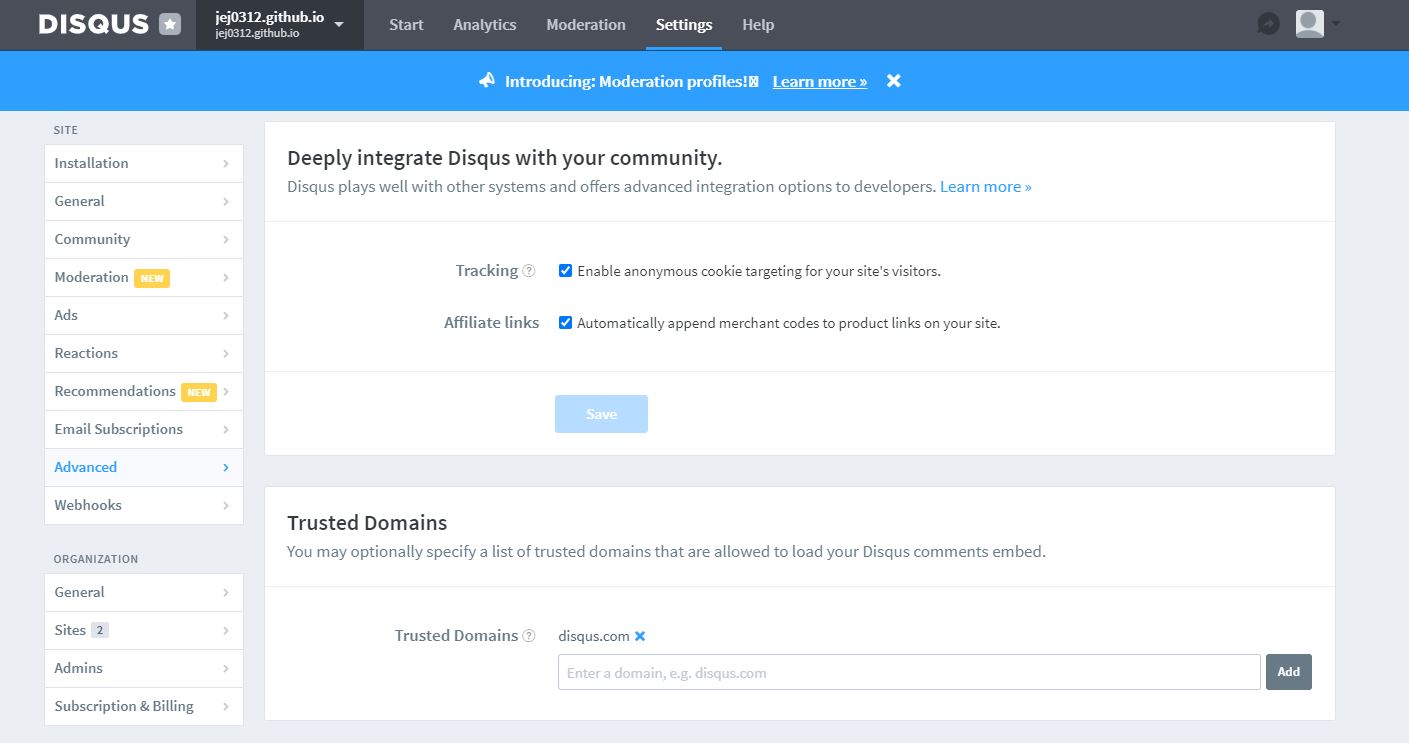 DISQUS
jej0312.github.io
jej0312.github.io
Start Analytics Moderation Settings Help
Introducing: Moderation profiles! Learn more »
SITE
Installation
General
Community
Moderation NEW
Ads
Reactions
Recommendations NEW
Email Subscriptions
Advanced
Webhooks
ORGANIZATION
General
Sites 2
Admins
Subscription & Billing
Deeply integrate Disqus with your community.
Disqus plays well with other systems and offers advanced integration options to developers. Learn more »
Tracking ? Enable anonymous cookie targeting for your site's visitors.
Affiliate links Automatically append merchant codes to product links on your site.
Save
Trusted Domains
You may optionally specify a list of trusted domains that are allowed to load your Disqus comments embed.
Trusted Domains ? disqus.com
Enter a domain, e.g. disqus.com Add